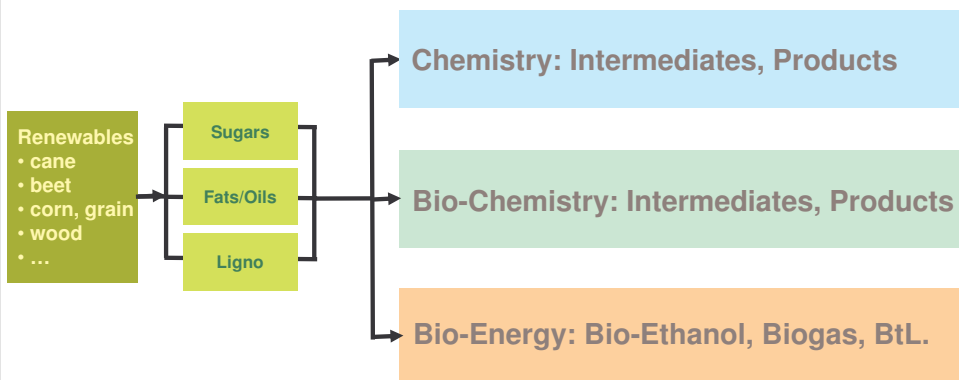 Renewables
• cane
• beet
• corn, grain
• wood
• ...
Sugars
Fats/Oils
Ligno
Chemistry: Intermediates, Products
Bio-Chemistry: Intermediates, Products
Bio-Energy: Bio-Ethanol, Biogas, BtL.